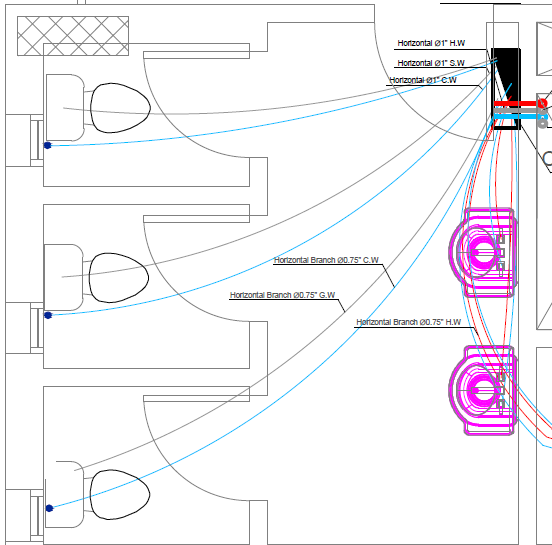 Horizontal Ø1" H.W
Horizontal Ø1" S.W
Horizontal Ø1" C.W
Horizontal Branch Ø0.75" C.W
Horizontal Branch Ø0.75" G.W
Horizontal Branch Ø0.75" H.W